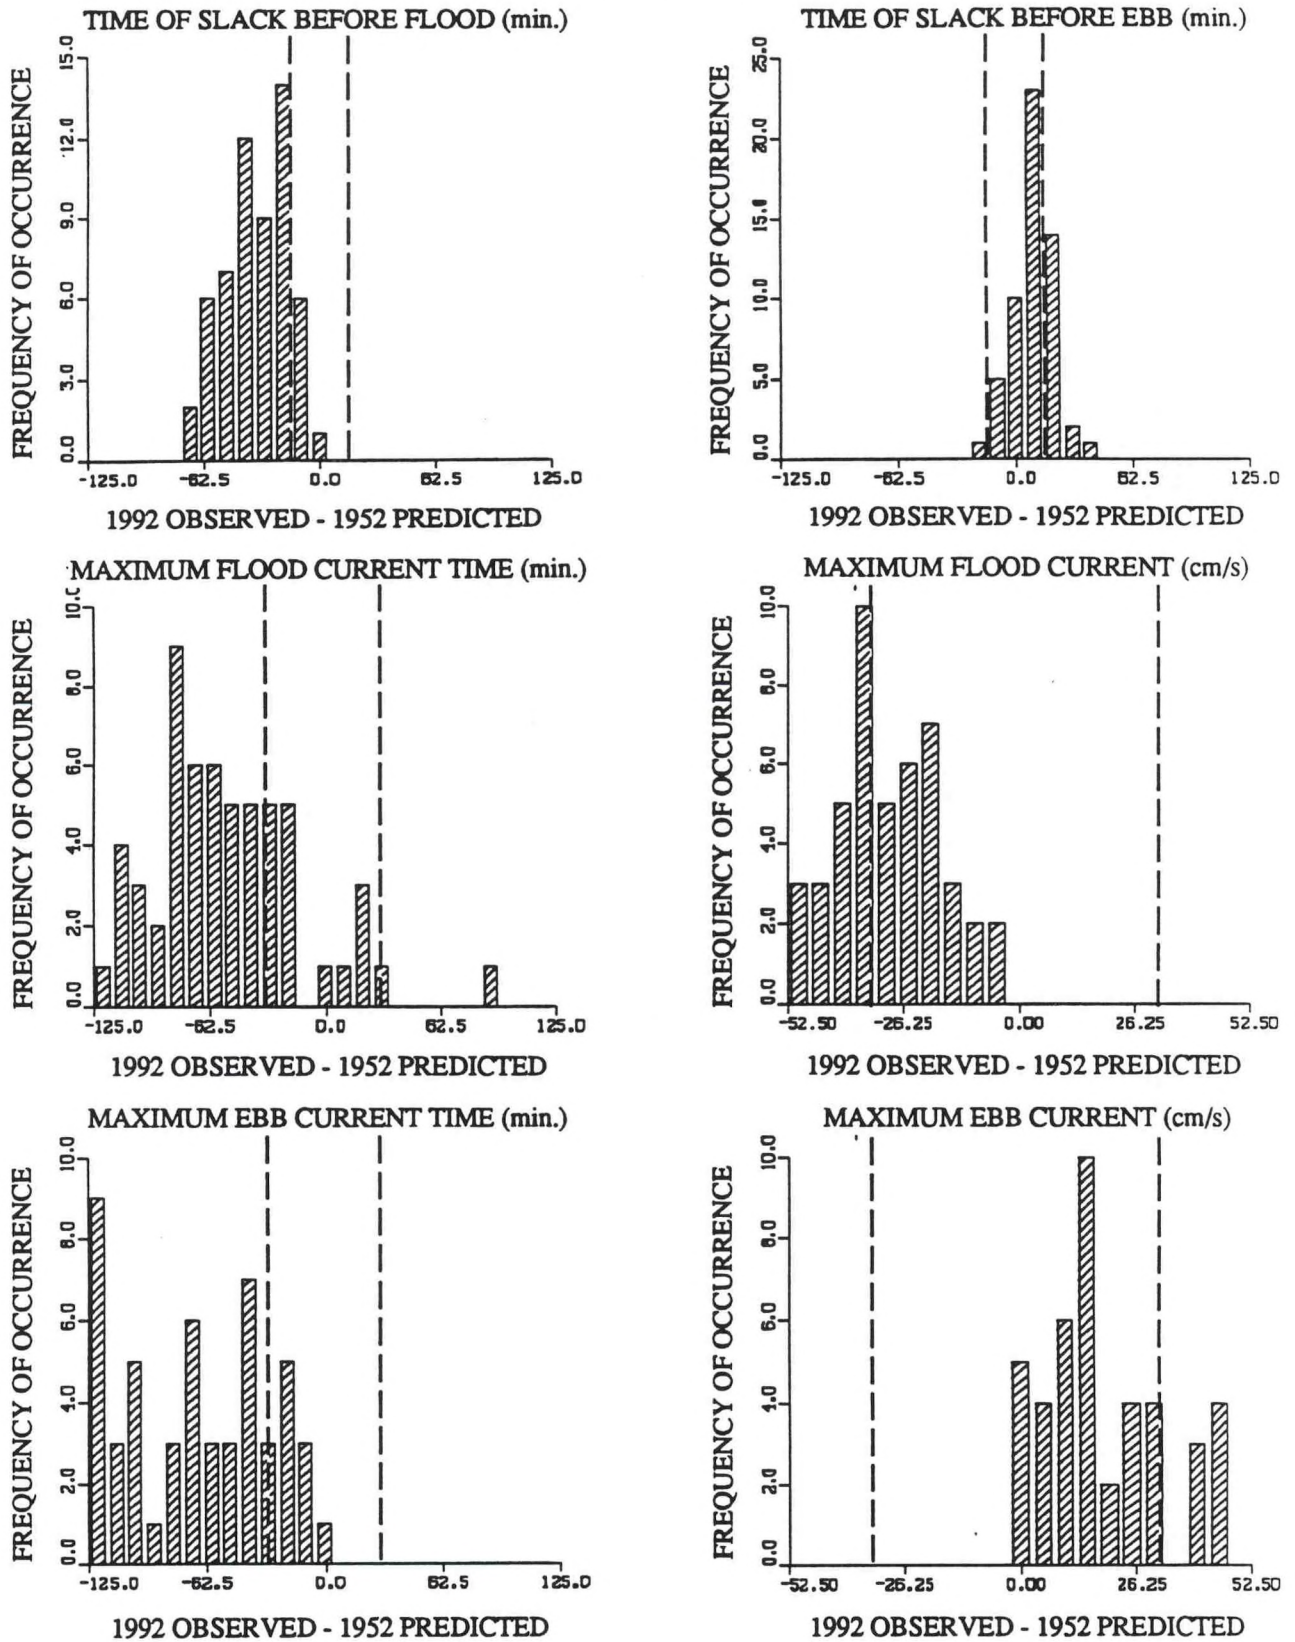 TIME OF SLACK BEFORE FLOOD (min.)
FREQUENCY OF OCCURRENCE
15.0
12.0
9.0
6.0
3.0
0.0
-125.0 -62.5 0.0 62.5 125.0
1992 OBSERVED - 1952 PREDICTED
TIME OF SLACK BEFORE EBB (min.)
FREQUENCY OF OCCURRENCE
25.0
20.0
15.0
10.0
5.0
0.0
-125.0 -62.5 0.0 62.5 125.0
1992 OBSERVED - 1952 PREDICTED
MAXIMUM FLOOD CURRENT TIME (min.)
FREQUENCY OF OCCURRENCE
10.0
8.0
6.0
4.0
2.0
0.0
-125.0 -62.5 0.0 62.5 125.0
1992 OBSERVED - 1952 PREDICTED
MAXIMUM FLOOD CURRENT (cm/s)
FREQUENCY OF OCCURRENCE
10.0
8.0
6.0
4.0
2.0
0.0
-52.50 -26.25 0.00 26.25 52.50
1992 OBSERVED - 1952 PREDICTED
MAXIMUM EBB CURRENT TIME (min.)
FREQUENCY OF OCCURRENCE
10.0
8.0
6.0
4.0
2.0
0.0
-125.0 -62.5 0.0 62.5 125.0
1992 OBSERVED - 1952 PREDICTED
MAXIMUM EBB CURRENT (cm/s)
FREQUENCY OF OCCURRENCE
10.0
8.0
6.0
4.0
2.0
0.0
-52.50 -26.25 0.00 26.25 52.50
1992 OBSERVED - 1952 PREDICTED